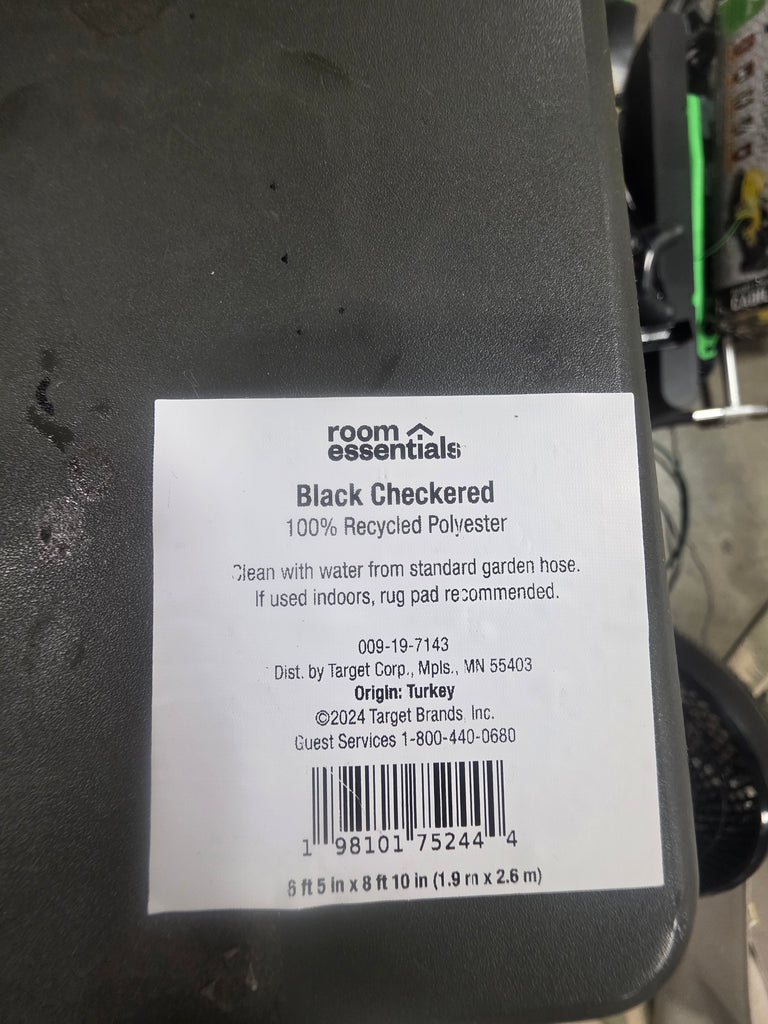 room
essentials
Black Checkered
100% Recycled Polyester
Clean with water from standard garden hose.
If used indoors, rug pad recommended.
009-19-7143
Dist. by Target Corp., Mpls., MN 55403
Origin: Turkey
©2024 Target Brands, Inc.
Guest Services 1-800-440-0680
1 98101 75244 4
6 ft 5 in x 8 ft 10 in (1.9 m x 2.6 m)